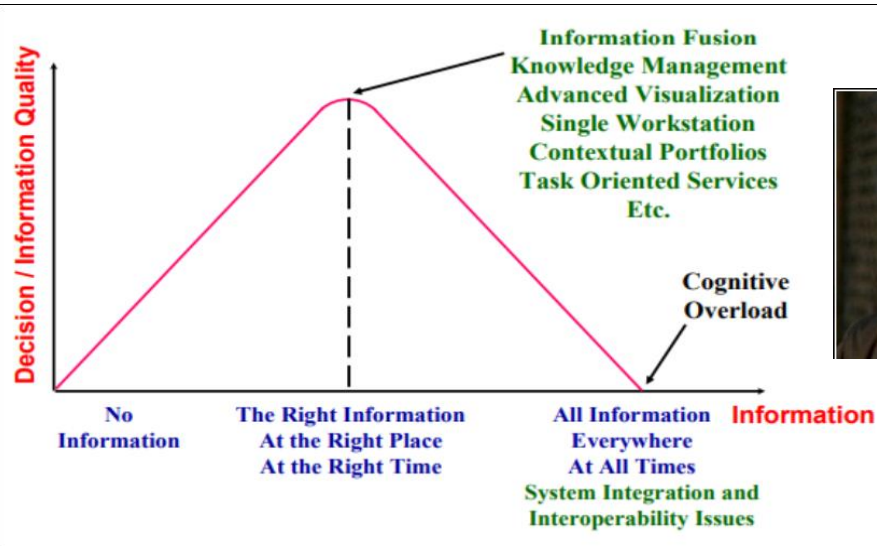 Decision / Information Quality
Information Fusion
Knowledge Management
Advanced Visualization
Single Workstation
Contextual Portfolios
Task Oriented Services
Etc.
Cognitive
Overload
No
Information
The Right Information
At the Right Place
At the Right Time
All Information
Everywhere
At All Times
System Integration and
Interoperability Issues
Information